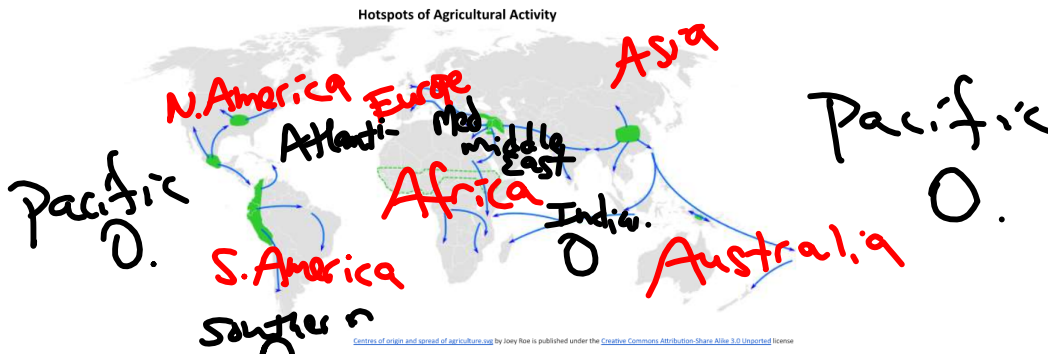 Hotspots of Agricultural Activity
Asia
N. America
Europe
Pacific
O.
Atlanti-
Med
Middle
East
Pacific
O.
Africa
India.
O
S. America
Australia
Southern
O
Centres of origin and spread of agriculture.svg by Joey Roe is published under the Creative Commons Attribution-Share Alike 3.0 Unported license